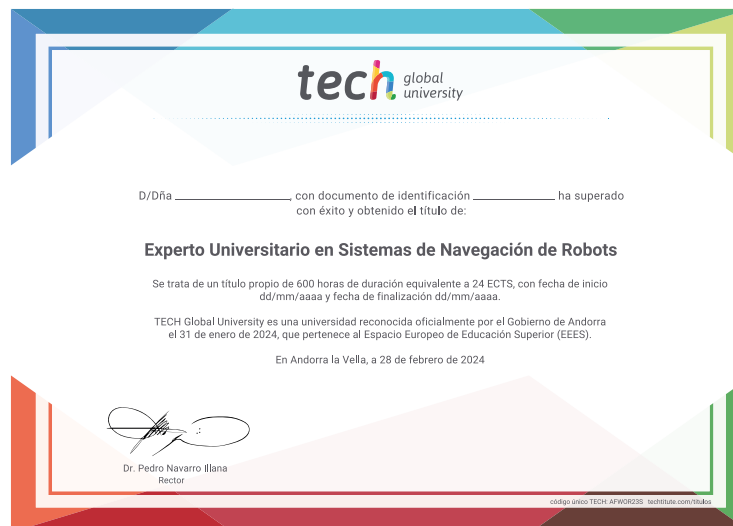 tech global
university
D/Dña ____________________, con documento de identificación ______________ ha superado
con éxito y obtenido el título de:
Experto Universitario en Sistemas de Navegación de Robots
Se trata de un título propio de 600 horas de duración equivalente a 24 ECTS, con fecha de inicio
dd/mm/aaaa y fecha de finalización dd/mm/aaaa.
TECH Global University es una universidad reconocida oficialmente por el Gobierno de Andorra
el 31 de enero de 2024, que pertenece al Espacio Europeo de Educación Superior (EEES).
En Andorra la Vella, a 28 de febrero de 2024
Dr. Pedro Navarro Illana
Rector
código único TECH: AFWOR23S techtitute.com/titulos